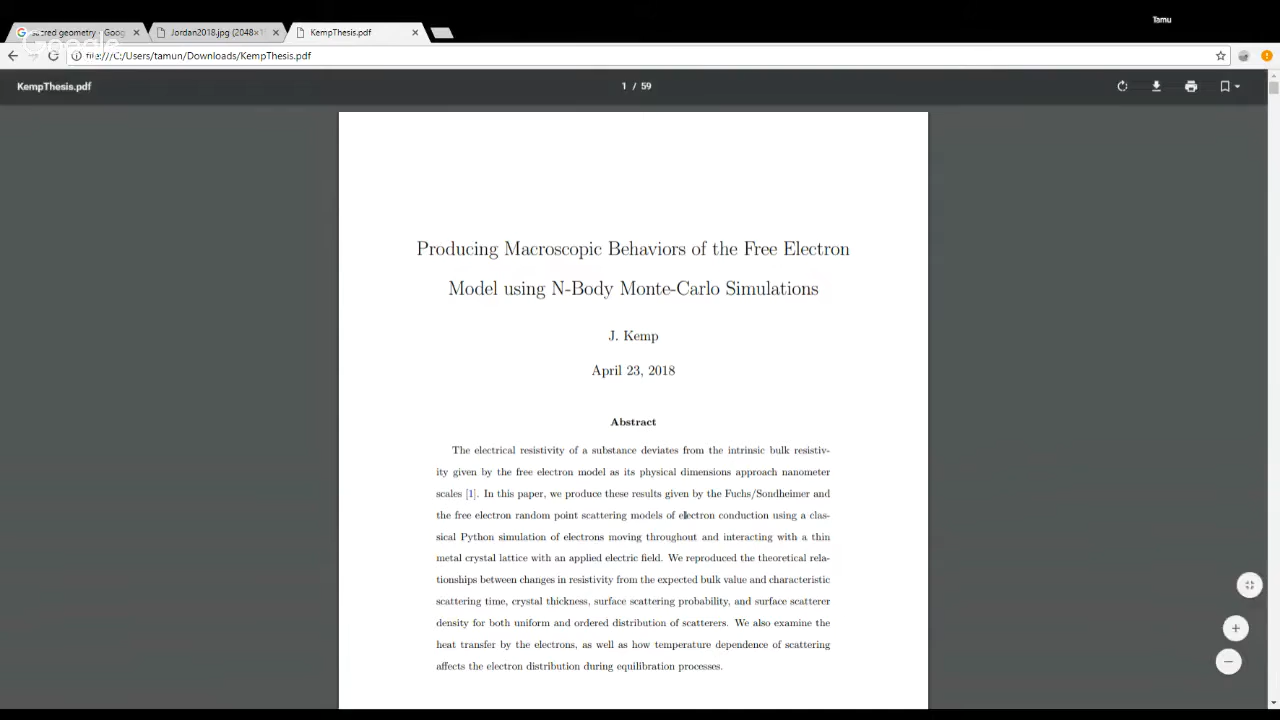 Tamu
sacred geometry - Goog
Jordan2018.jpg (2048×1
KempThesis.pdf
Google
file:///C:/Users/tamun/Downloads/KempThesis.pdf
KempThesis.pdf
1 / 59
Producing Macroscopic Behaviors of the Free Electron
Model using N-Body Monte-Carlo Simulations
J. Kemp
April 23, 2018
Abstract
The electrical resistivity of a substance deviates from the intrinsic bulk resistiv-
ity given by the free electron model as its physical dimensions approach nanometer
scales [1]. In this paper, we produce these results given by the Fuchs/Sondheimer and
the free electron random point scattering models of electron conduction using a clas-
sical Python simulation of electrons moving throughout and interacting with a thin
metal crystal lattice with an applied electric field. We reproduced the theoretical rela-
tionships between changes in resistivity from the expected bulk value and characteristic
scattering time, crystal thickness, surface scattering probability, and surface scatterer
density for both uniform and ordered distribution of scatterers. We also examine the
heat transfer by the electrons, as well as how temperature dependence of scattering
affects the electron distribution during equilibration processes.